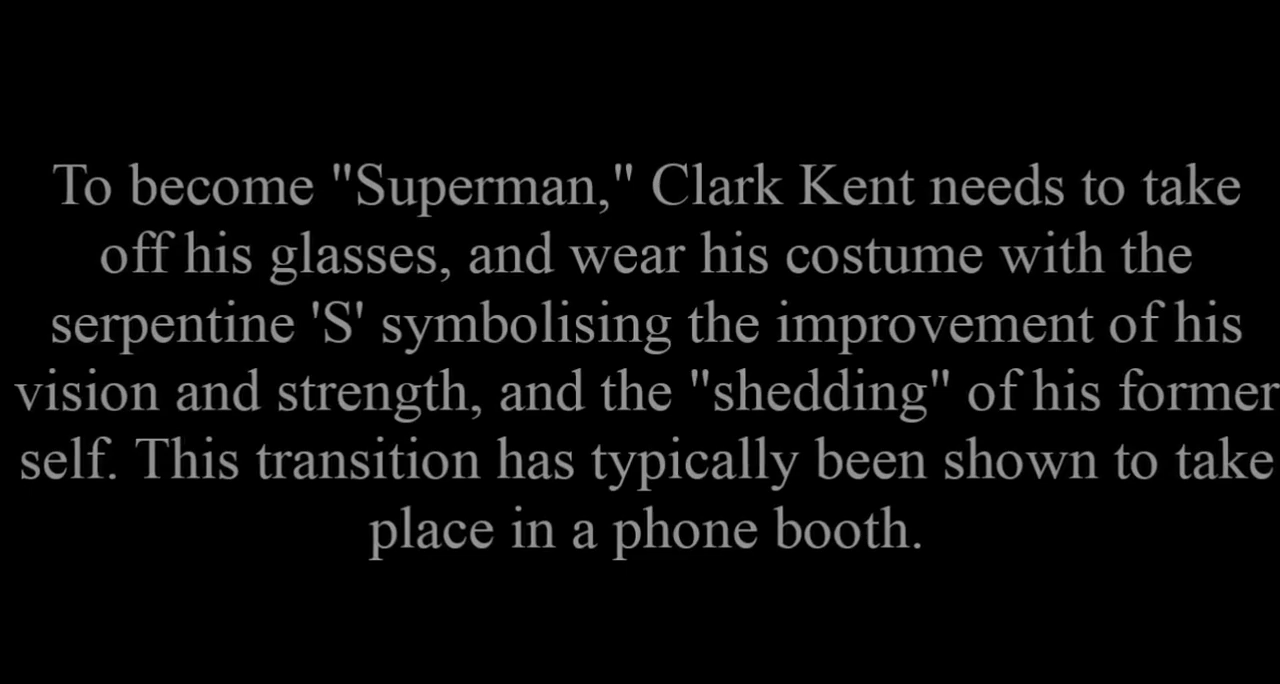 To become "Superman," Clark Kent needs to take
off his glasses, and wear his costume with the
serpentine 'S' symbolising the improvement of his
vision and strength, and the "shedding" of his former
self. This transition has typically been shown to take
place in a phone booth.